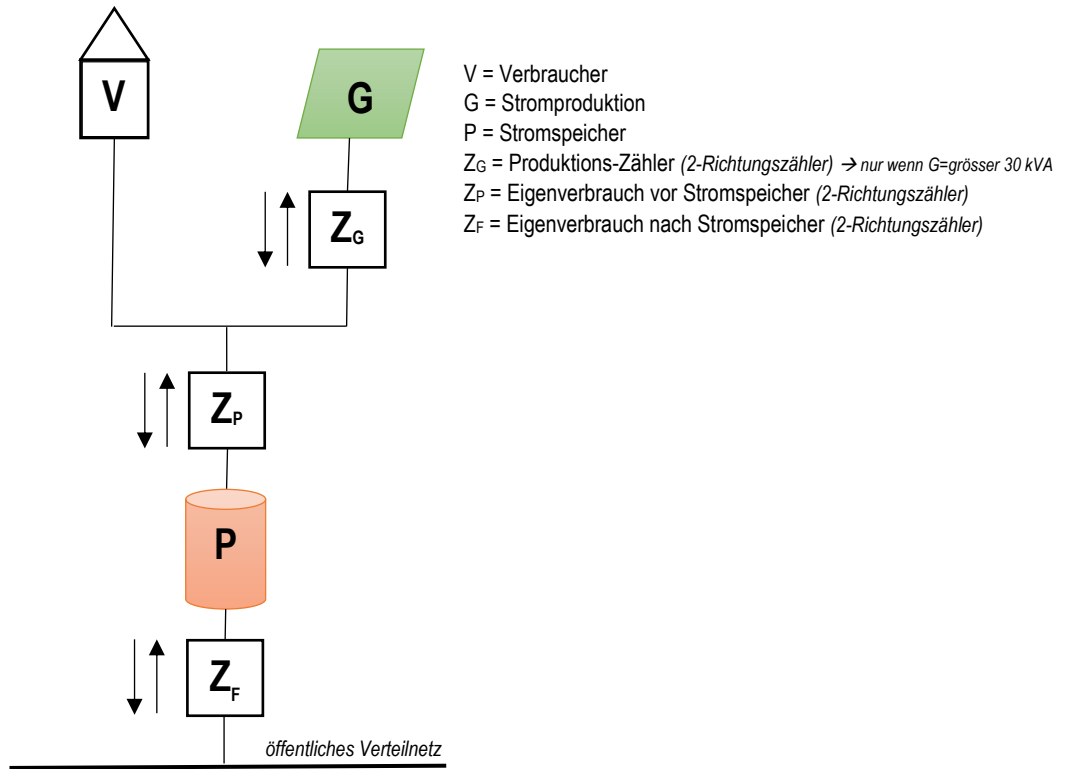 V
G
V = Verbraucher
G = Stromproduktion
P = Stromspeicher
ZG = Produktions-Zähler (2-Richtungszähler) → nur wenn G=grösser 30 kVA
ZP = Eigenverbrauch vor Stromspeicher (2-Richtungszähler)
ZF = Eigenverbrauch nach Stromspeicher (2-Richtungszähler)
ZG
ZP
P
ZF
öffentliches Verteilnetz